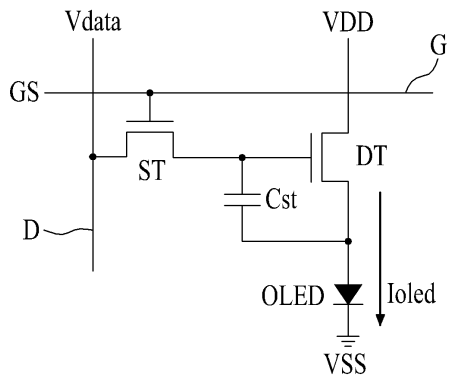 Vdata
VDD
G
GS
ST
DT
Cst
D
OLED
Ioled
VSS